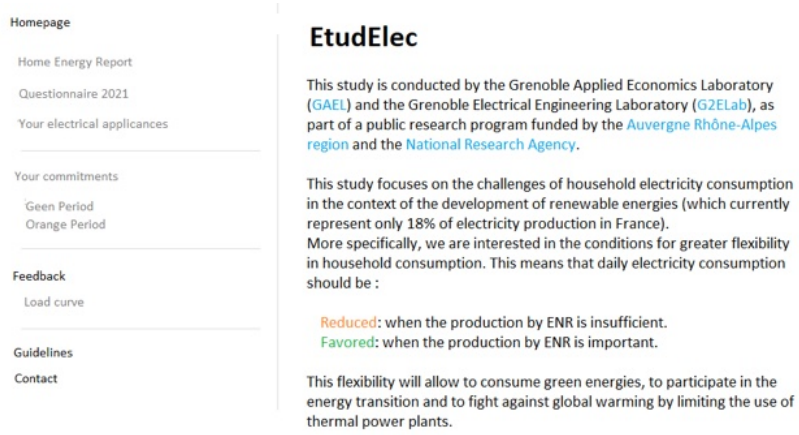 Homepage
Home Energy Report
Questionnaire 2021
Your electrical applicances
Your commitments
Geen Period
Orange Period
Feedback
Load curve
Guidelines
Contact
EtudElec
This study is conducted by the Grenoble Applied Economics Laboratory
(GAEL) and the Grenoble Electrical Engineering Laboratory (G2ELab), as
part of a public research program funded by the Auvergne Rhône-Alpes
region and the National Research Agency.
This study focuses on the challenges of household electricity consumption
in the context of the development of renewable energies (which currently
represent only 18% of electricity production in France).
More specifically, we are interested in the conditions for greater flexibility
in household consumption. This means that daily electricity consumption
should be :
Reduced: when the production by ENR is insufficient.
Favored: when the production by ENR is important.
This flexibility will allow to consume green energies, to participate in the
energy transition and to fight against global warming by limiting the use of
thermal power plants.